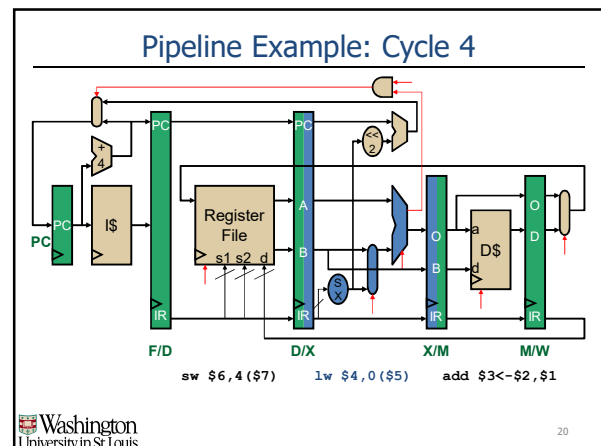 Pipeline Example: Cycle 4
PC
PC
<<
2
+
4
PC
I$
Register
File
s1 s2 d
A
B
S
X
O
B
a
D$
d
O
D
IR
IR
IR
IR
PC
F/D
D/X
X/M
M/W
sw $6,4($7)
lw $4,0($5)
add $3<-$2,$1
Washington
University in St.Louis
20